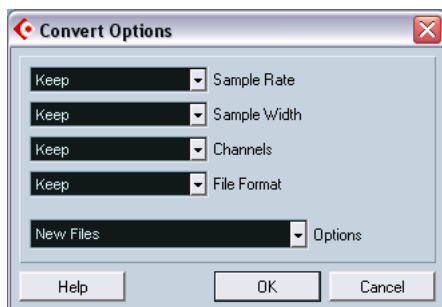 Convert Options
Keep Sample Rate
Keep Sample Width
Keep Channels
Keep File Format
New Files Options
Help OK Cancel